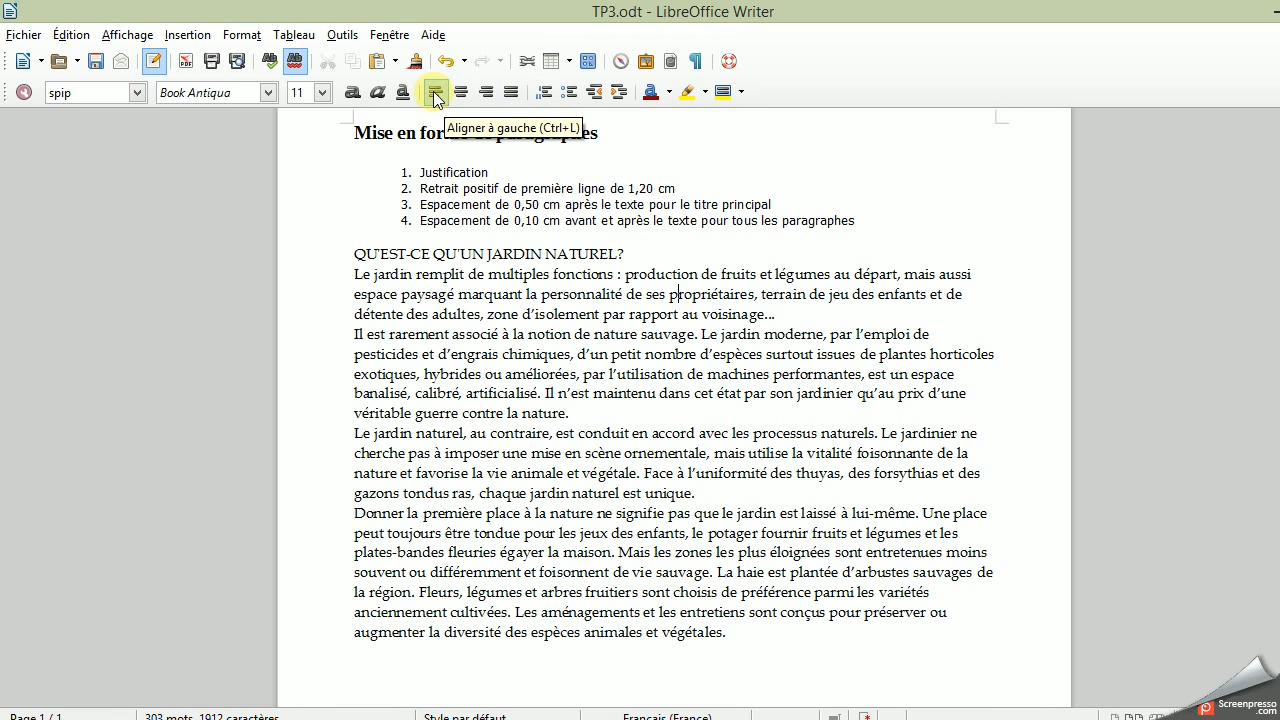 TP3.odt - LibreOffice Writer
Fichier Édition Affichage Insertion Format Tableau Outils Fenêtre Aide
spip Book Antiqua 11
Aligner à gauche (Ctrl+L)
Mise en forme de paragraphes
1. Justification
2. Retrait positif de première ligne de 1,20 cm
3. Espacement de 0,50 cm après le texte pour le titre principal
4. Espacement de 0,10 cm avant et après le texte pour tous les paragraphes
QU'EST-CE QU'UN JARDIN NATUREL?
Le jardin remplit de multiples fonctions : production de fruits et légumes au départ, mais aussi
espace paysagé marquant la personnalité de ses propriétaires, terrain de jeu des enfants et de
détente des adultes, zone d’isolement par rapport au voisinage...
Il est rarement associé à la notion de nature sauvage. Le jardin moderne, par l’emploi de
pesticides et d’engrais chimiques, d’un petit nombre d’espèces surtout issues de plantes horticoles
exotiques, hybrides ou améliorées, par l’utilisation de machines performantes, est un espace
banalisé, calibré, artificialisé. Il n’est maintenu dans cet état par son jardinier qu’au prix d’une
véritable guerre contre la nature.
Le jardin naturel, au contraire, est conduit en accord avec les processus naturels. Le jardinier ne
cherche pas à imposer une mise en scène ornementale, mais utilise la vitalité foisonnante de la
nature et favorise la vie animale et végétale. Face à l’uniformité des thuyas, des forsythias et des
gazons tondus ras, chaque jardin naturel est unique.
Donner la première place à la nature ne signifie pas que le jardin est laissé à lui-même. Une place
peut toujours être tondue pour les jeux des enfants, le potager fournir fruits et légumes et les
plates-bandes fleuries égayer la maison. Mais les zones les plus éloignées sont entretenues moins
souvent ou différemment et foisonnent de vie sauvage. La haie est plantée d’arbustes sauvages de
la région. Fleurs, légumes et arbres fruitiers sont choisis de préférence parmi les variétés
anciennement cultivées. Les aménagements et les entretiens sont conçus pour préserver ou
augmenter la diversité des espèces animales et végétales.
Page 1 / 1 303 mots, 1912 caractères Style par défaut Français (France)
Screenpresso
.com